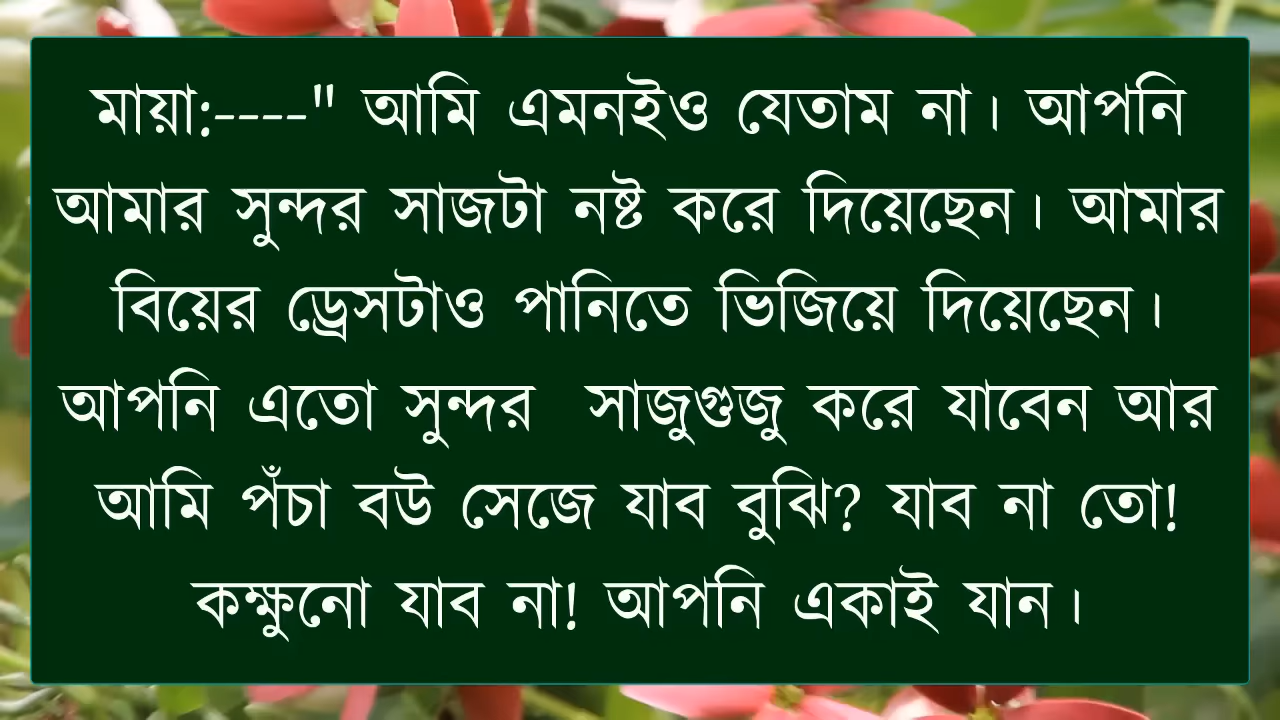 মায়া:----" আমি এমনইও যেতাম না। আপনি
আমার সুন্দর সাজটা নষ্ট করে দিয়েছেন। আমার
বিয়ের ড্রেসটাও পানিতে ভিজিয়ে দিয়েছেন।
আপনি এতো সুন্দর  সাজুগুজু করে যাবেন আর
আমি পঁচা বউ সেজে যাব বুঝি? যাব না তো!
কক্ষুনো যাব না! আপনি একাই যান।